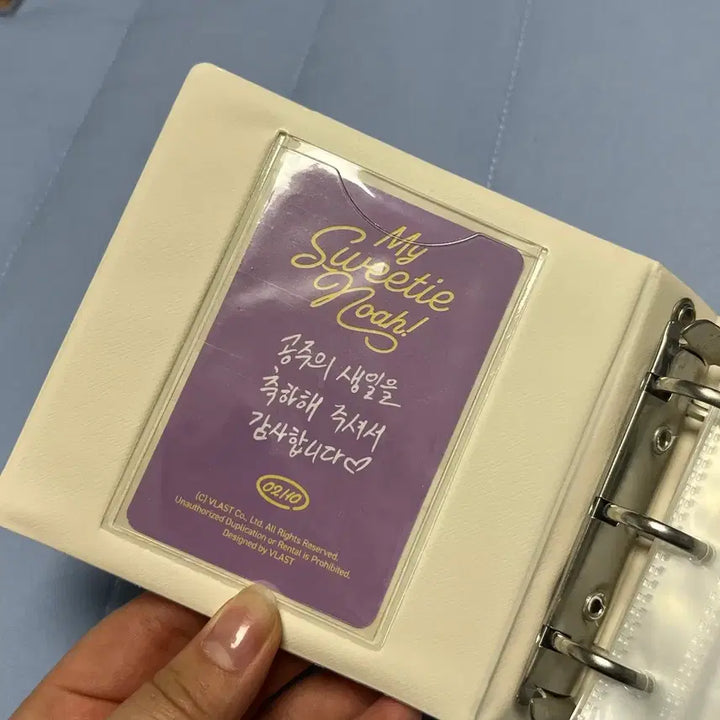 My
Sweetie
Noah!
공주의 생일을
축하해 주셔서
감사합니다♡
02.10
(C) VLAST Co., Ltd. All Rights Reserved.
Unauthorized Duplication or Rental is Prohibited.
Designed by VLAST